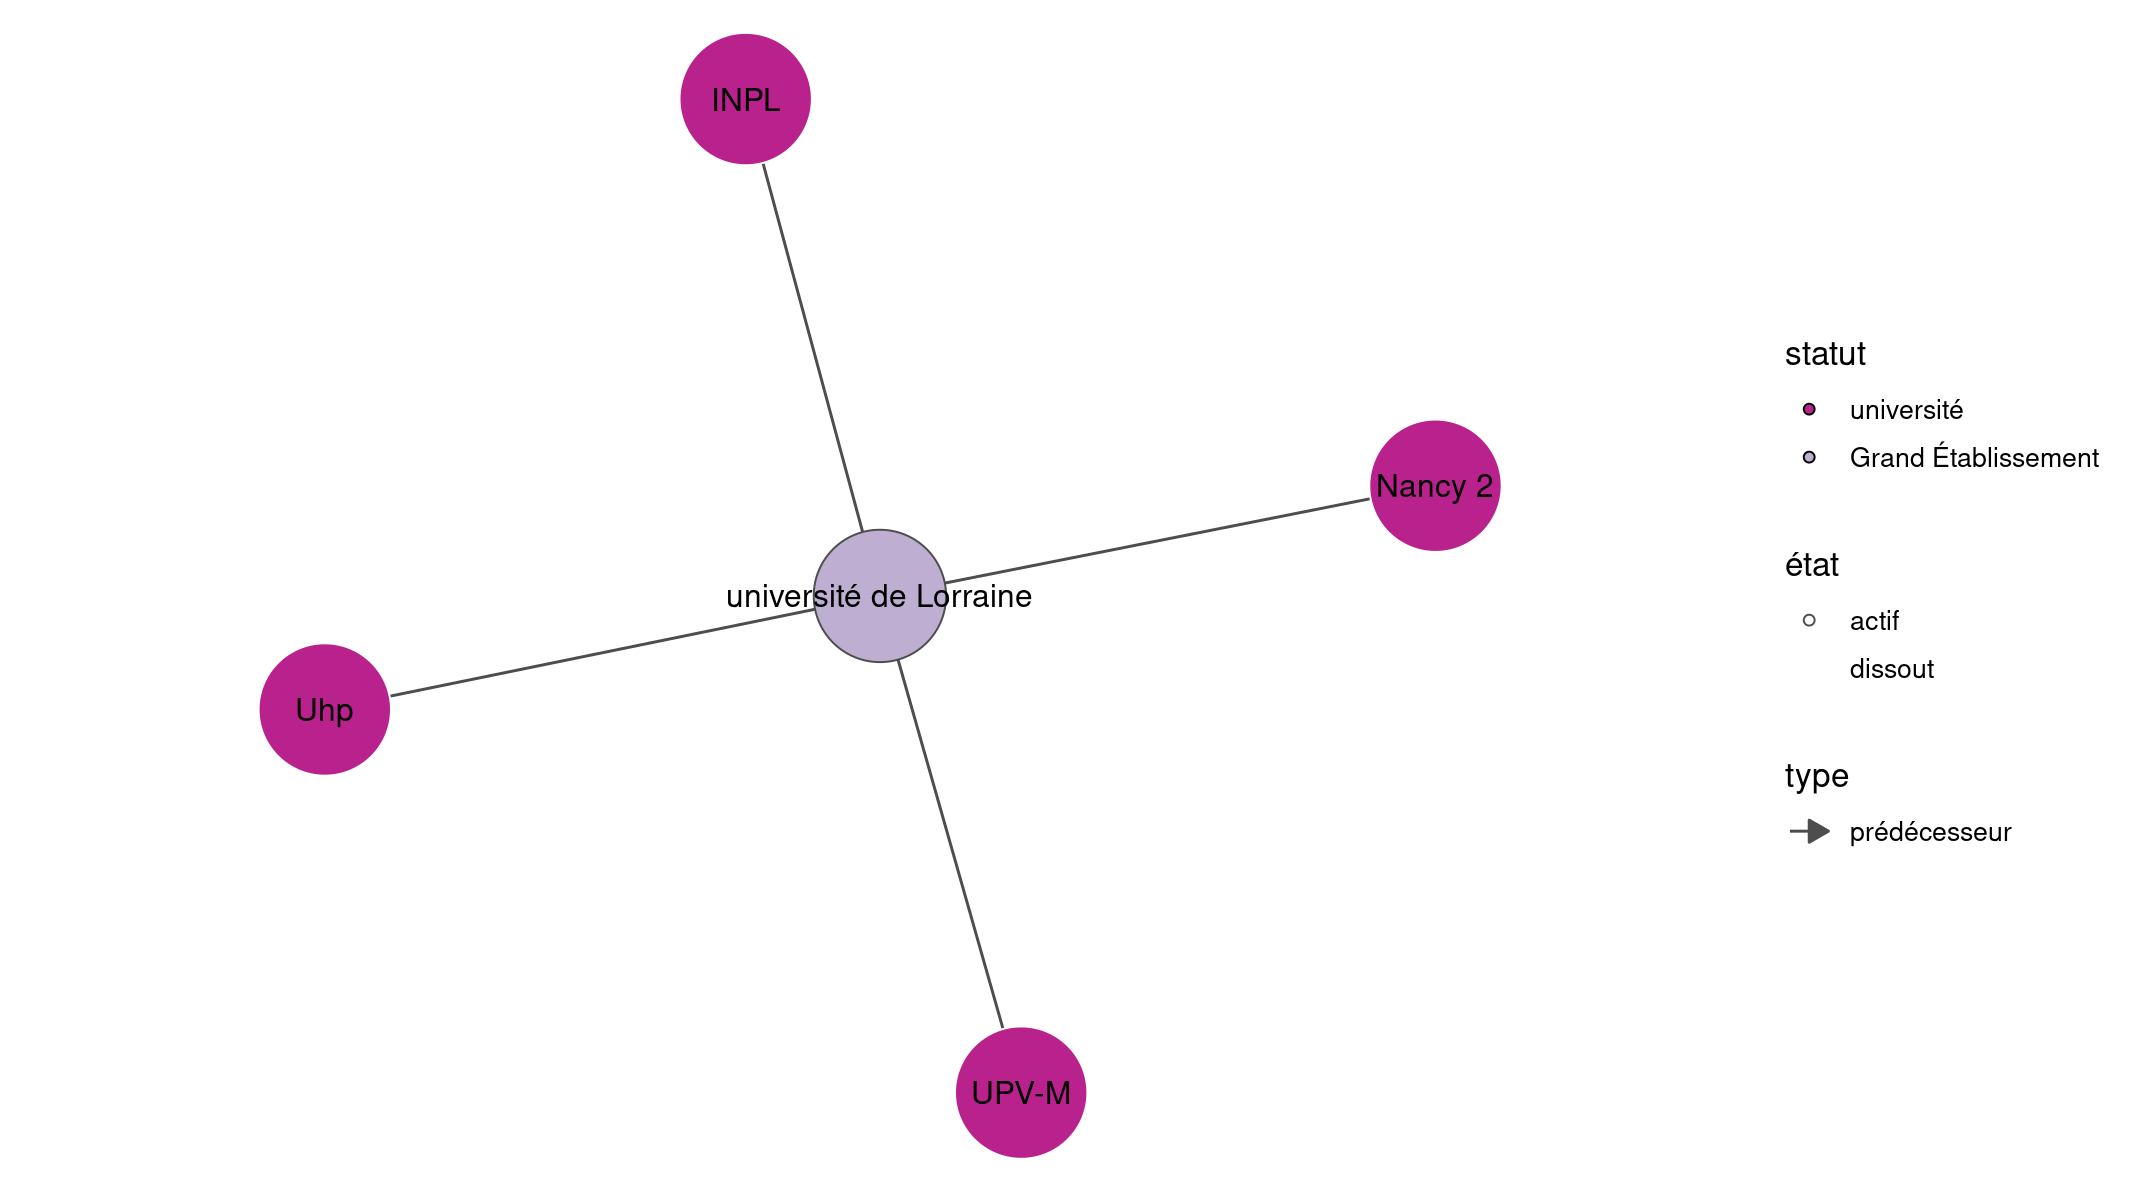 INPL
Nancy 2
université de Lorraine
Uhp
UPV-M
statut
université
Grand Établissement
état
actif
dissout
type
prédécesseur